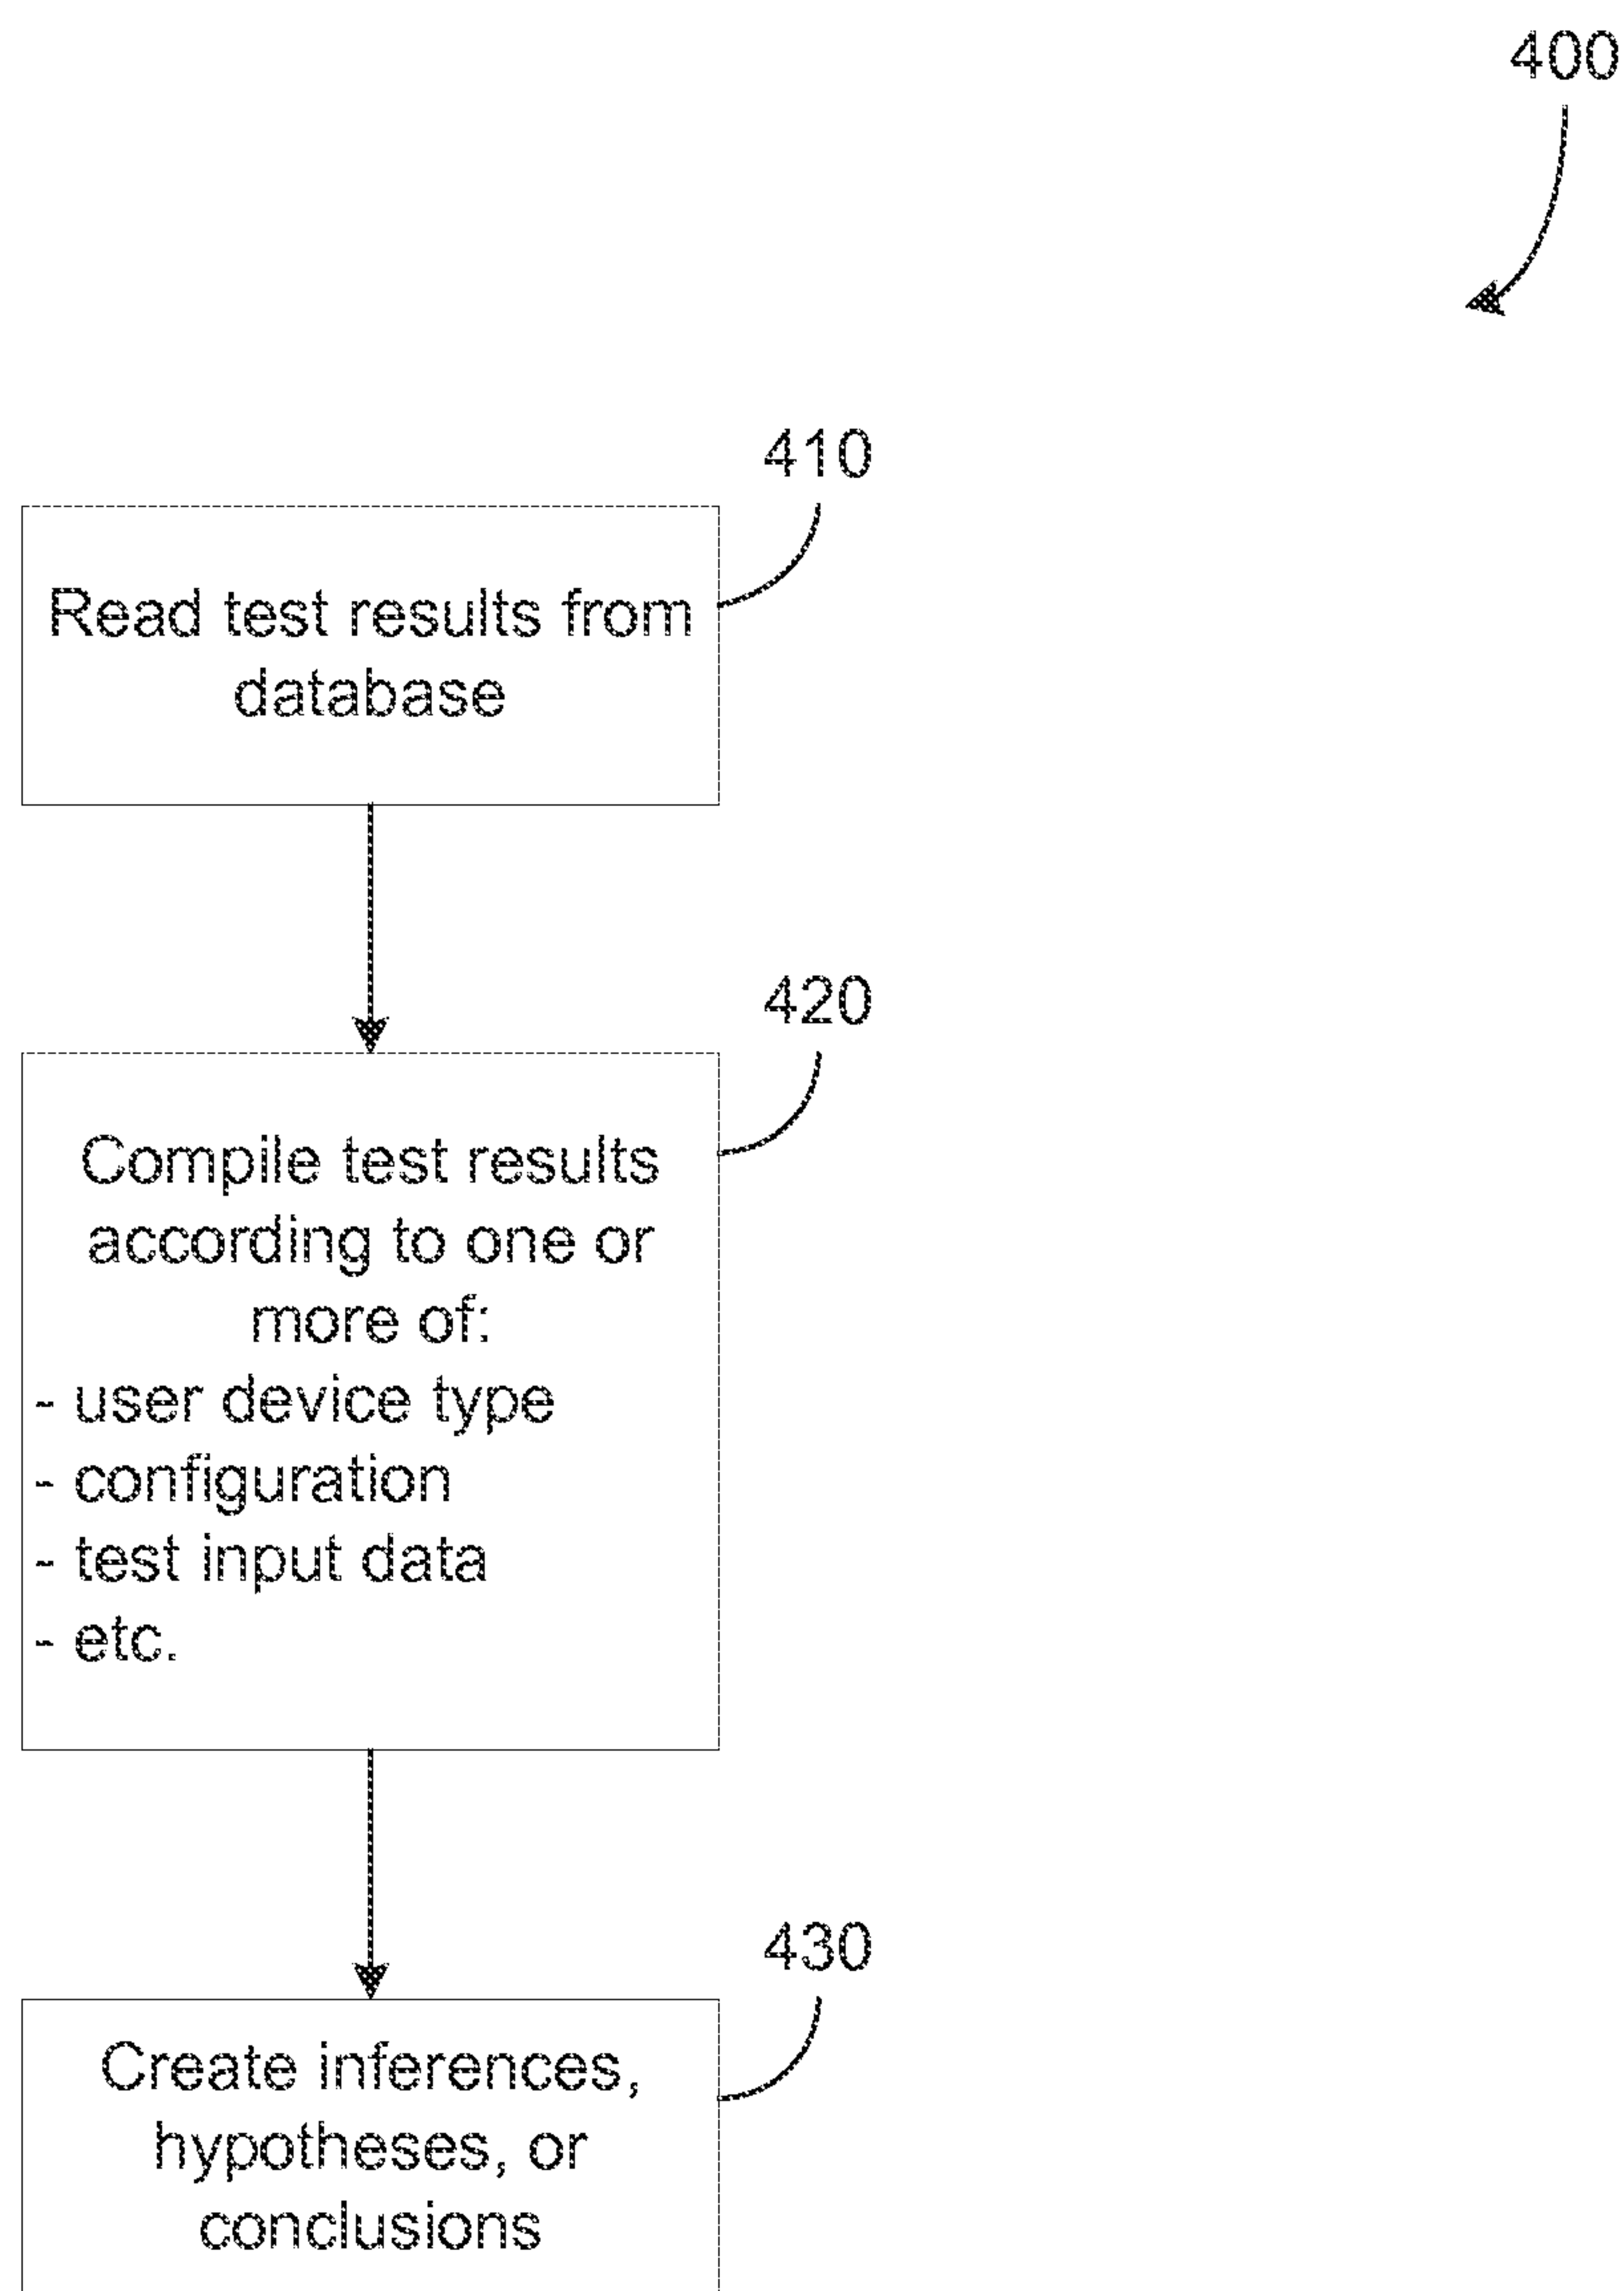 400
410
Read test results from
database
420
Compile test results
according to one or
more of:
- user device type
- configuration
- test input data
- etc.
430
Create inferences,
hypotheses, or
conclusions